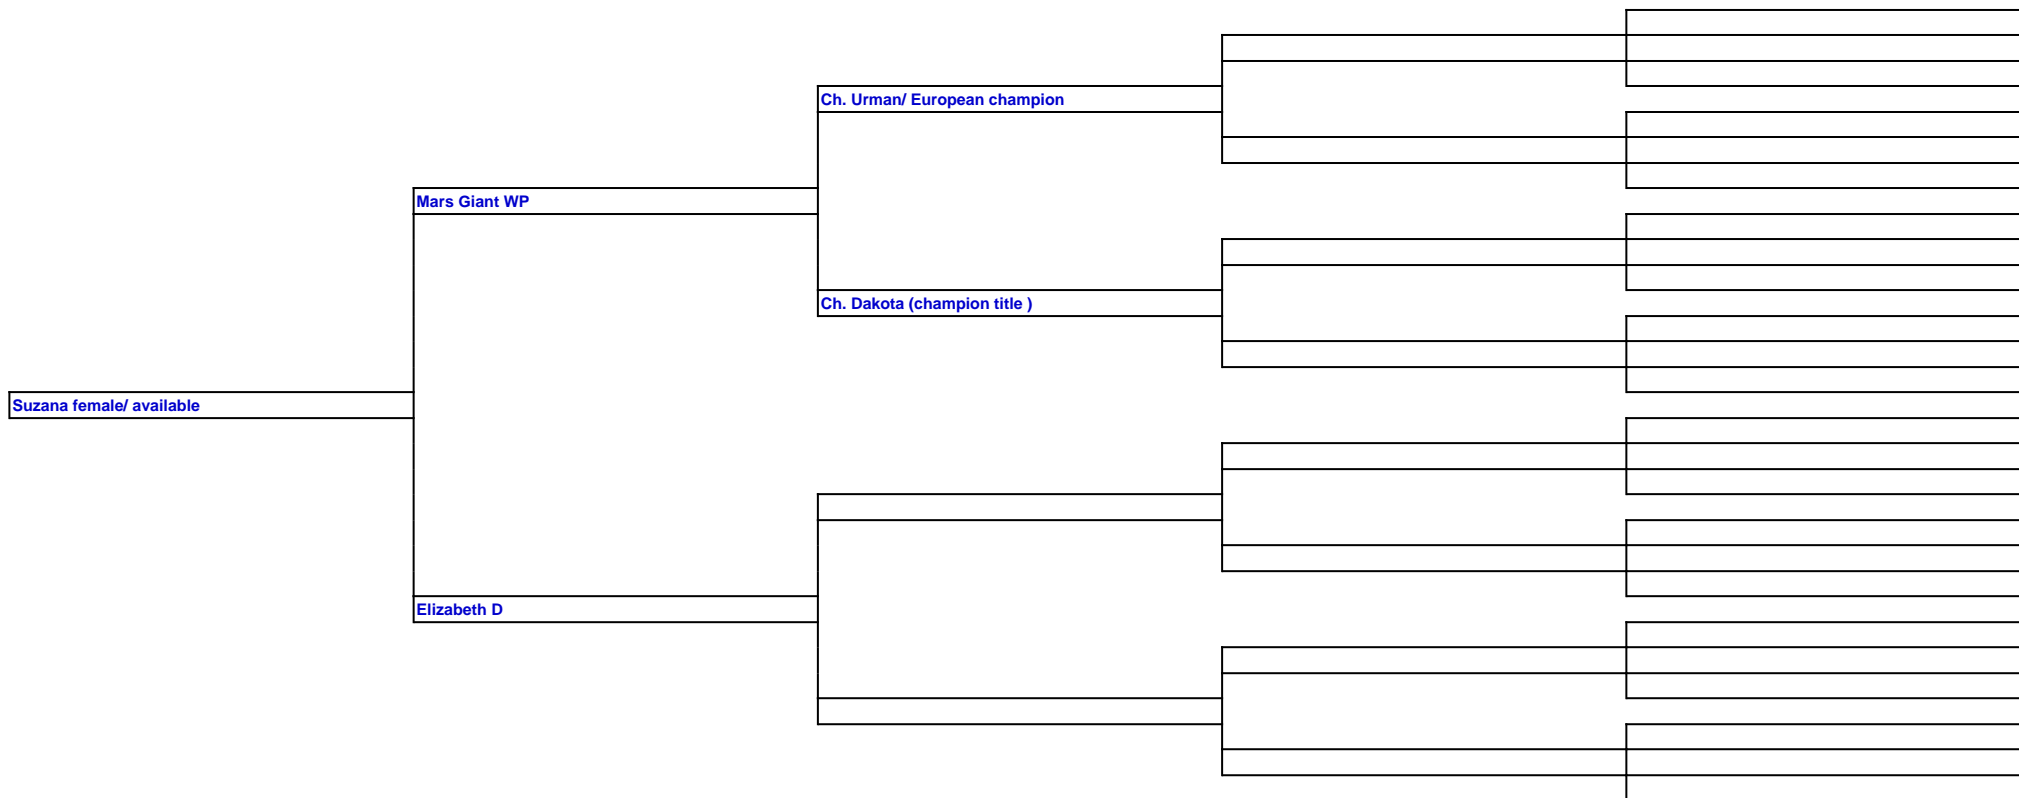 Ch. Urman/ European champion
Mars Giant WP
Ch. Dakota (champion title )
Suzana female/ available
Elizabeth D